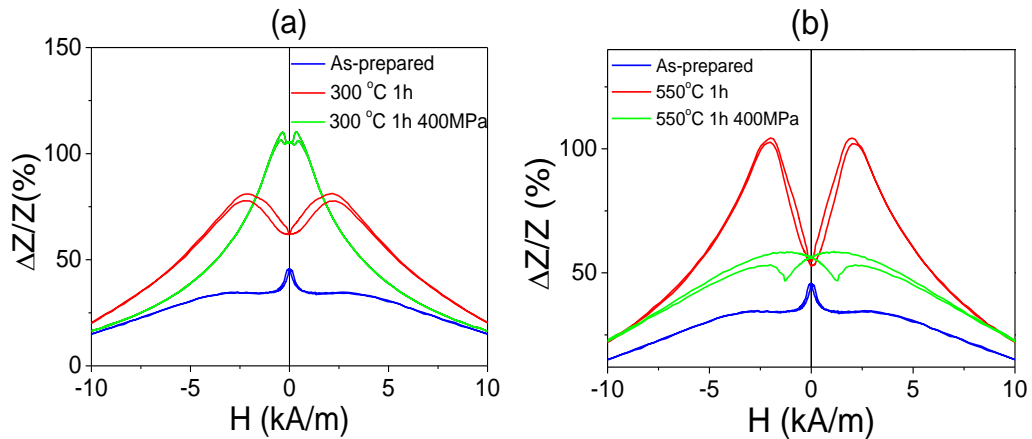 (a)
As-prepared
300 °C 1h
300 °C 1h 400MPa
ΔZ/Z(%)
150
100
50
0
-10
-5
0
5
10
H (kA/m)
(b)
As-prepared
550°C 1h
550°C 1h 400MPa
ΔZ/Z (%)
100
50
-10
-5
0
5
10
H (kA/m)